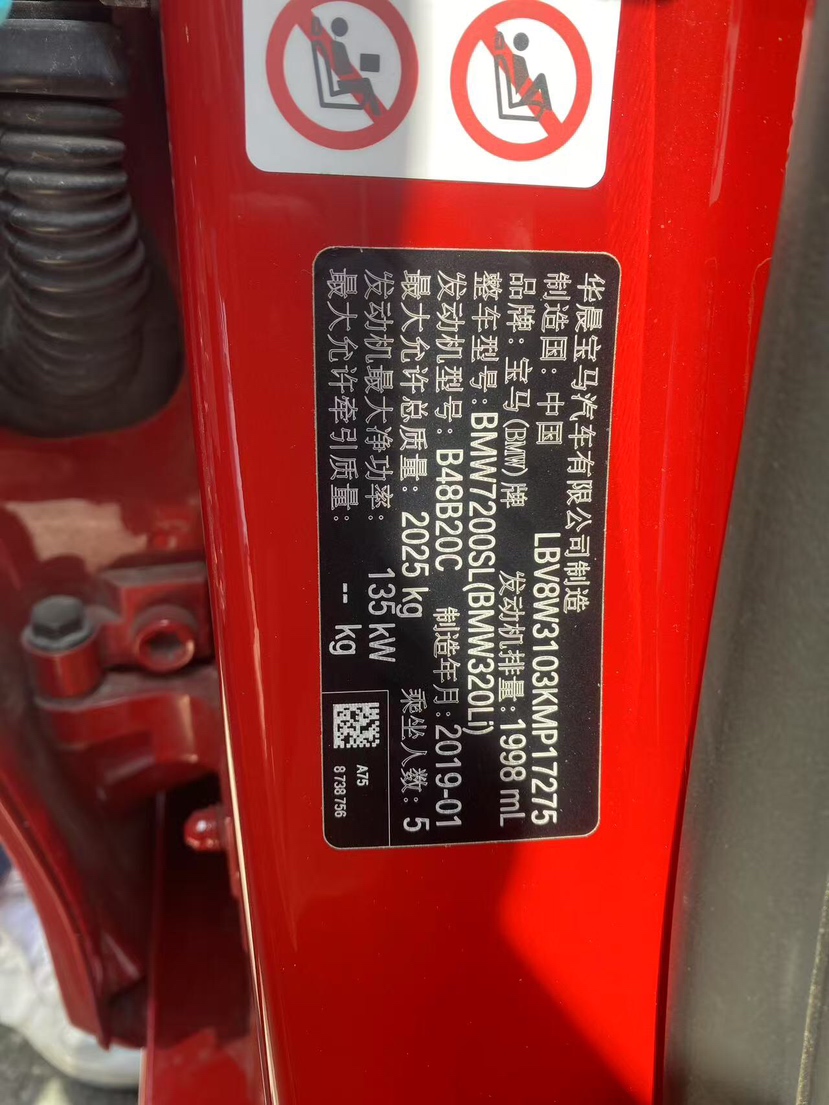 华晨宝马汽车有限公司制造
制造国：中国 LBV8W3103KMP17275
品牌：宝马(BMW)牌 发动机排量：1998 mL
整车型号：BMW7200SL(BMW320Li)
发动机型号：B48B20C 制造年月：2019-01
最大允许总质量：2025 kg 乘坐人数：5
发动机最大净功率：135 kW
最大允许牵引质量：-- kg
A75
8738756